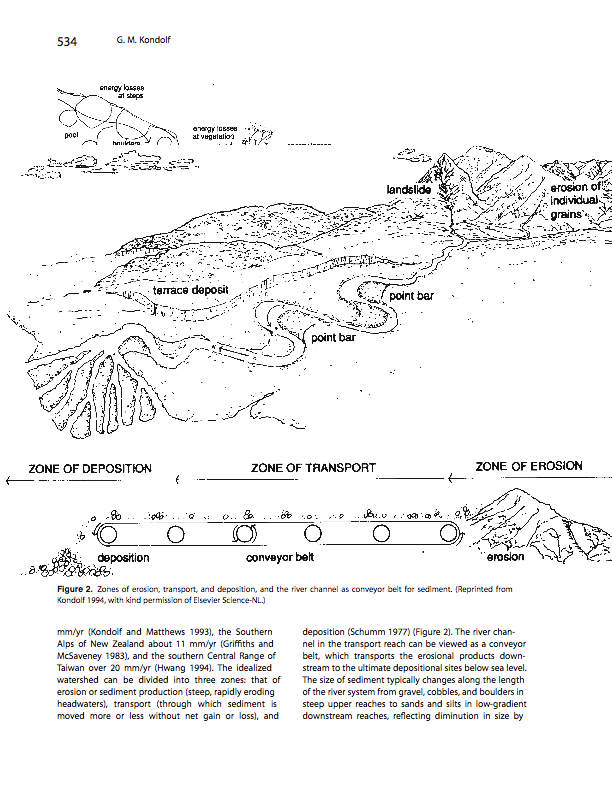 534 G. M. Kondolf
energy losses
at steps
pool
boulders
energy losses
at vegetation
landslide
erosion of
individual
grains
terrace deposit
point bar
point bar
ZONE OF DEPOSITION ZONE OF TRANSPORT ZONE OF EROSION
deposition conveyor belt erosion
Figure 2. Zones of erosion, transport, and deposition, and the river channel as conveyor belt for sediment. (Reprinted from
Kondolf 1994, with kind permission of Elsevier Science-NL.)
mm/yr (Kondolf and Matthews 1993), the Southern
Alps of New Zealand about 11 mm/yr (Griffiths and
McSaveney 1983), and the southern Central Range of
Taiwan over 20 mm/yr (Hwang 1994). The idealized
watershed can be divided into three zones: that of
erosion or sediment production (steep, rapidly eroding
headwaters), transport (through which sediment is
moved more or less without net gain or loss), and
deposition (Schumm 1977) (Figure 2). The river chan-
nel in the transport reach can be viewed as a conveyor
belt, which transports the erosional products down-
stream to the ultimate depositional sites below sea level.
The size of sediment typically changes along the length
of the river system from gravel, cobbles, and boulders in
steep upper reaches to sands and silts in low-gradient
downstream reaches, reflecting diminution in size by